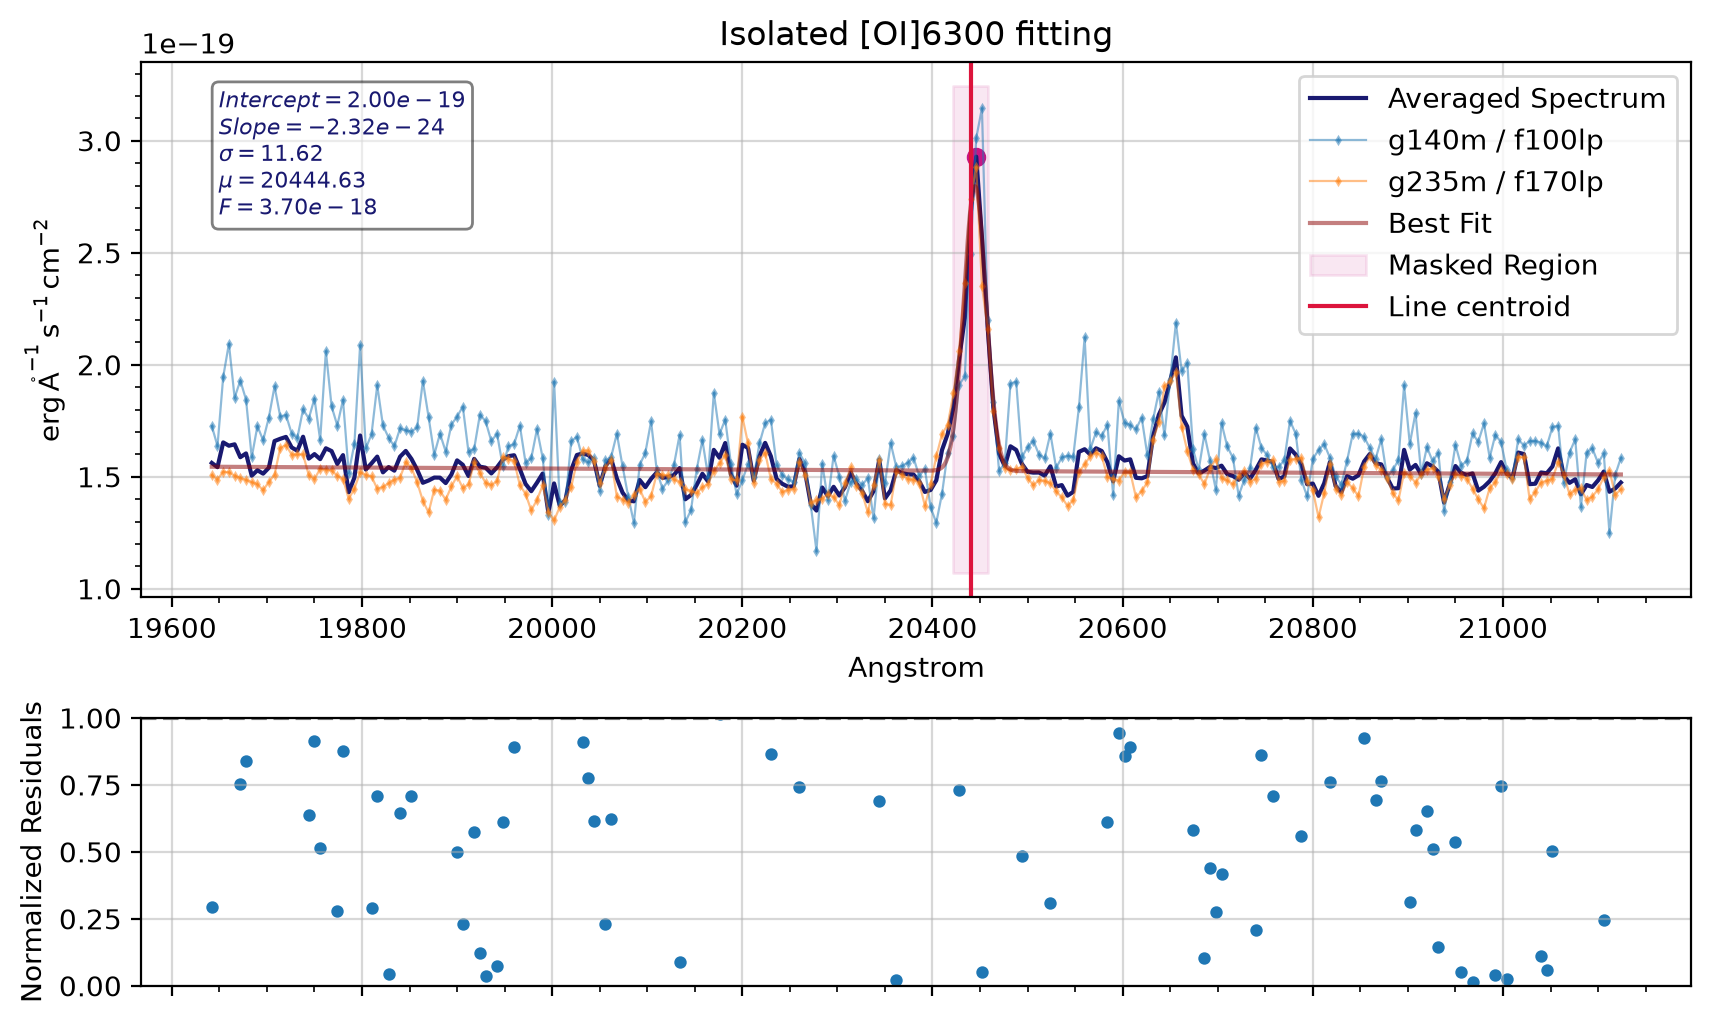 Isolated [OI]6300 fitting
1e−19
Intercept = 2.00e − 19
Slope = −2.32e − 24
σ = 11.62
μ = 20444.63
F = 3.70e − 18
Averaged Spectrum
g140m / f100lp
g235m / f170lp
Best Fit
Masked Region
Line centroid
erg Å⁻¹ s⁻¹ cm⁻²
3.0
2.5
2.0
1.5
1.0
19600 19800 20000 20200 20400 20600 20800 21000
Angstrom
Normalized Residuals
1.00
0.75
0.50
0.25
0.00